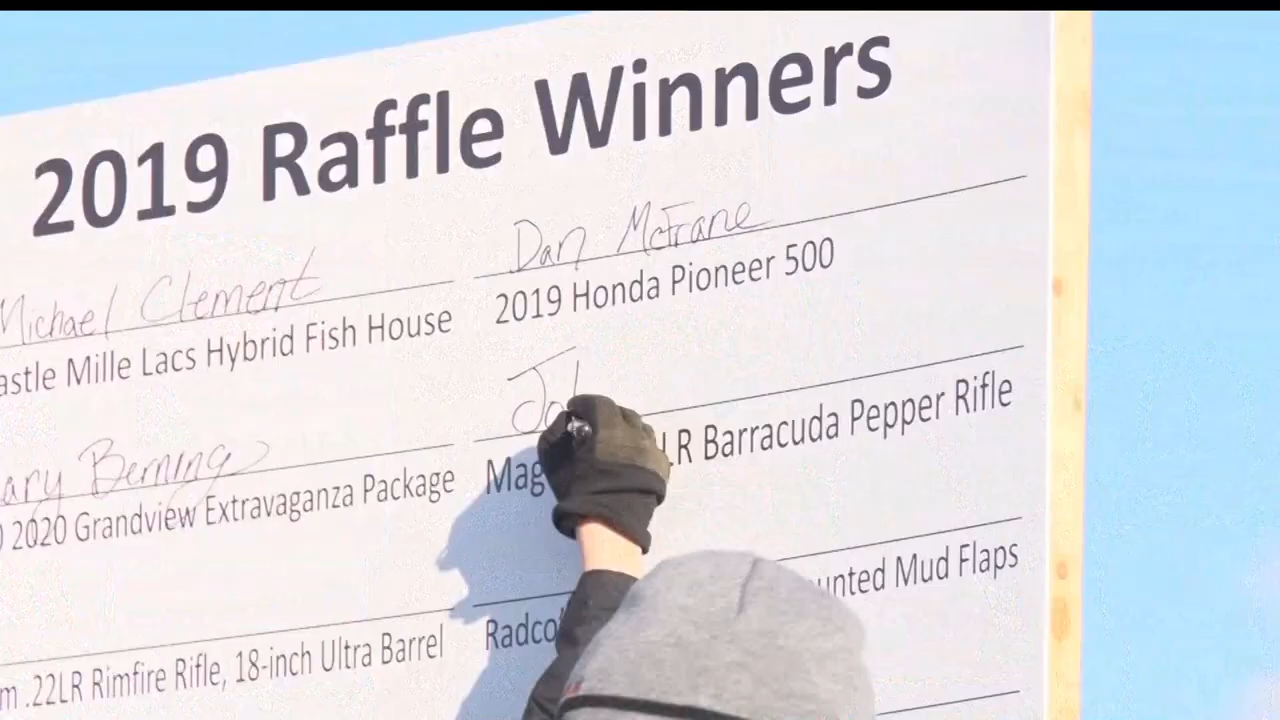 2019 Raffle Winners
Michael Clement
astle Mille Lacs Hybrid Fish House
Dan McFrane
2019 Honda Pioneer 500
ary Berning
2020 Grandview Extravaganza Package
Jo
Mag LR Barracuda Pepper Rifle
m .22LR Rimfire Rifle, 18-inch Ultra Barrel
Radco unted Mud Flaps